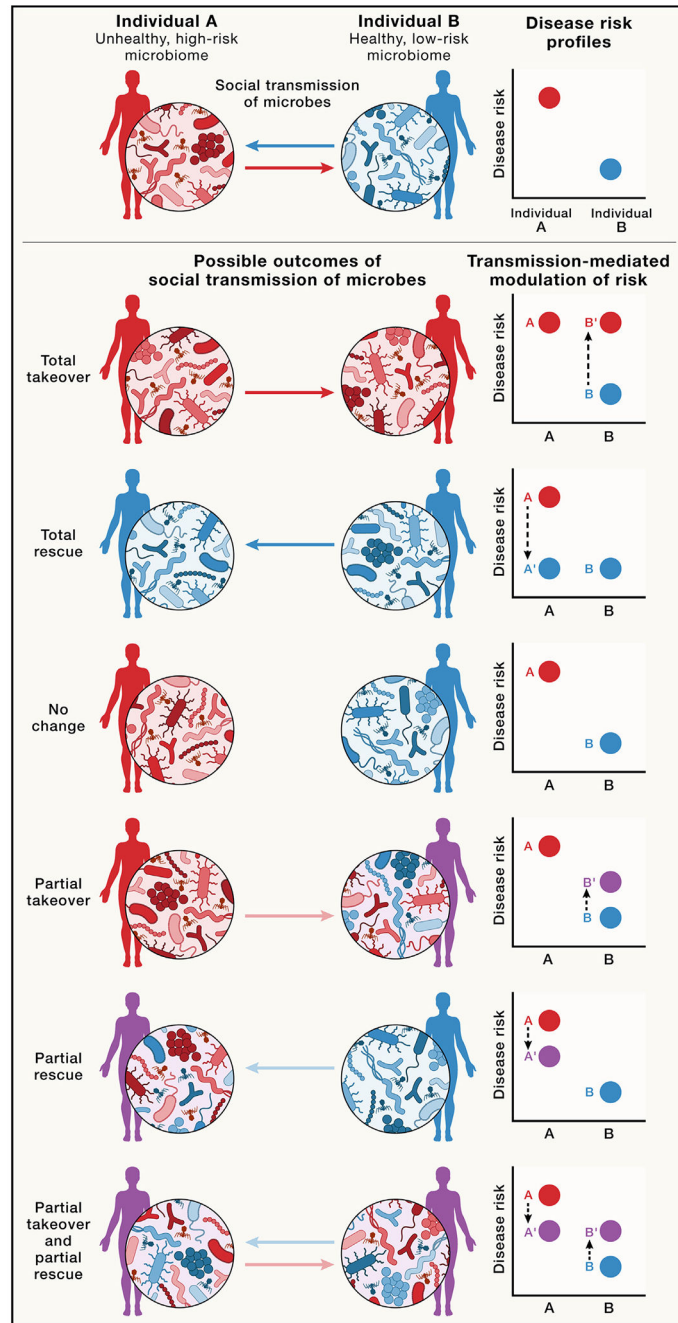 Individual A
Unhealthy, high-risk
microbiome
Individual B
Healthy, low-risk
microbiome
Disease risk
profiles
Social transmission
of microbes
Disease risk
Individual
A
Individual
B
Possible outcomes of
social transmission of microbes
Transmission-mediated
modulation of risk
Total
takeover
Disease risk
A
B'
B
A
B
Total
rescue
Disease risk
A
A'
B
A
B
No
change
Disease risk
A
B
A
B
Partial
takeover
Disease risk
A
B'
B
A
B
Partial
rescue
Disease risk
A
A'
B
A
B
Partial
takeover
and
partial
rescue
Disease risk
A
A'
B'
B
A
B